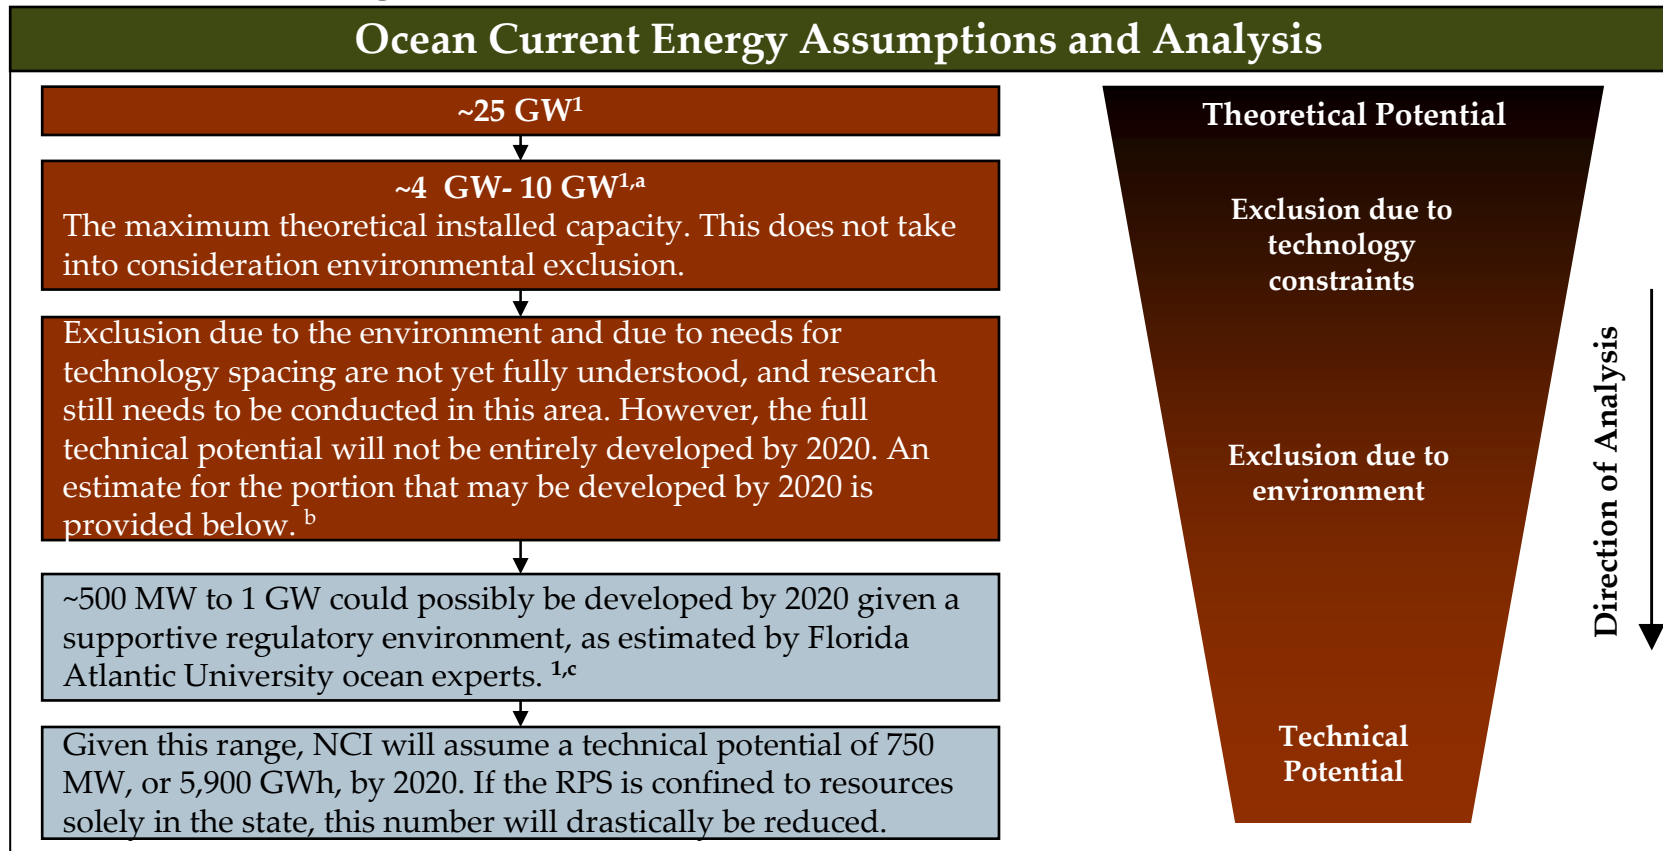 Ocean Current Energy Assumptions and Analysis
~25 GW1
~4 GW- 10 GW1,a
The maximum theoretical installed capacity. This does not take
into consideration environmental exclusion.
Exclusion due to the environment and due to needs for
technology spacing are not yet fully understood, and research
still needs to be conducted in this area. However, the full
technical potential will not be entirely developed by 2020. An
estimate for the portion that may be developed by 2020 is
provided below. b
~500 MW to 1 GW could possibly be developed by 2020 given a
supportive regulatory environment, as estimated by Florida
Atlantic University ocean experts. 1,c
Given this range, NCI will assume a technical potential of 750
MW, or 5,900 GWh, by 2020. If the RPS is confined to resources
solely in the state, this number will drastically be reduced.
Theoretical Potential
Exclusion due to
technology
constraints
Exclusion due to
environment
Technical
Potential
Direction of Analysis